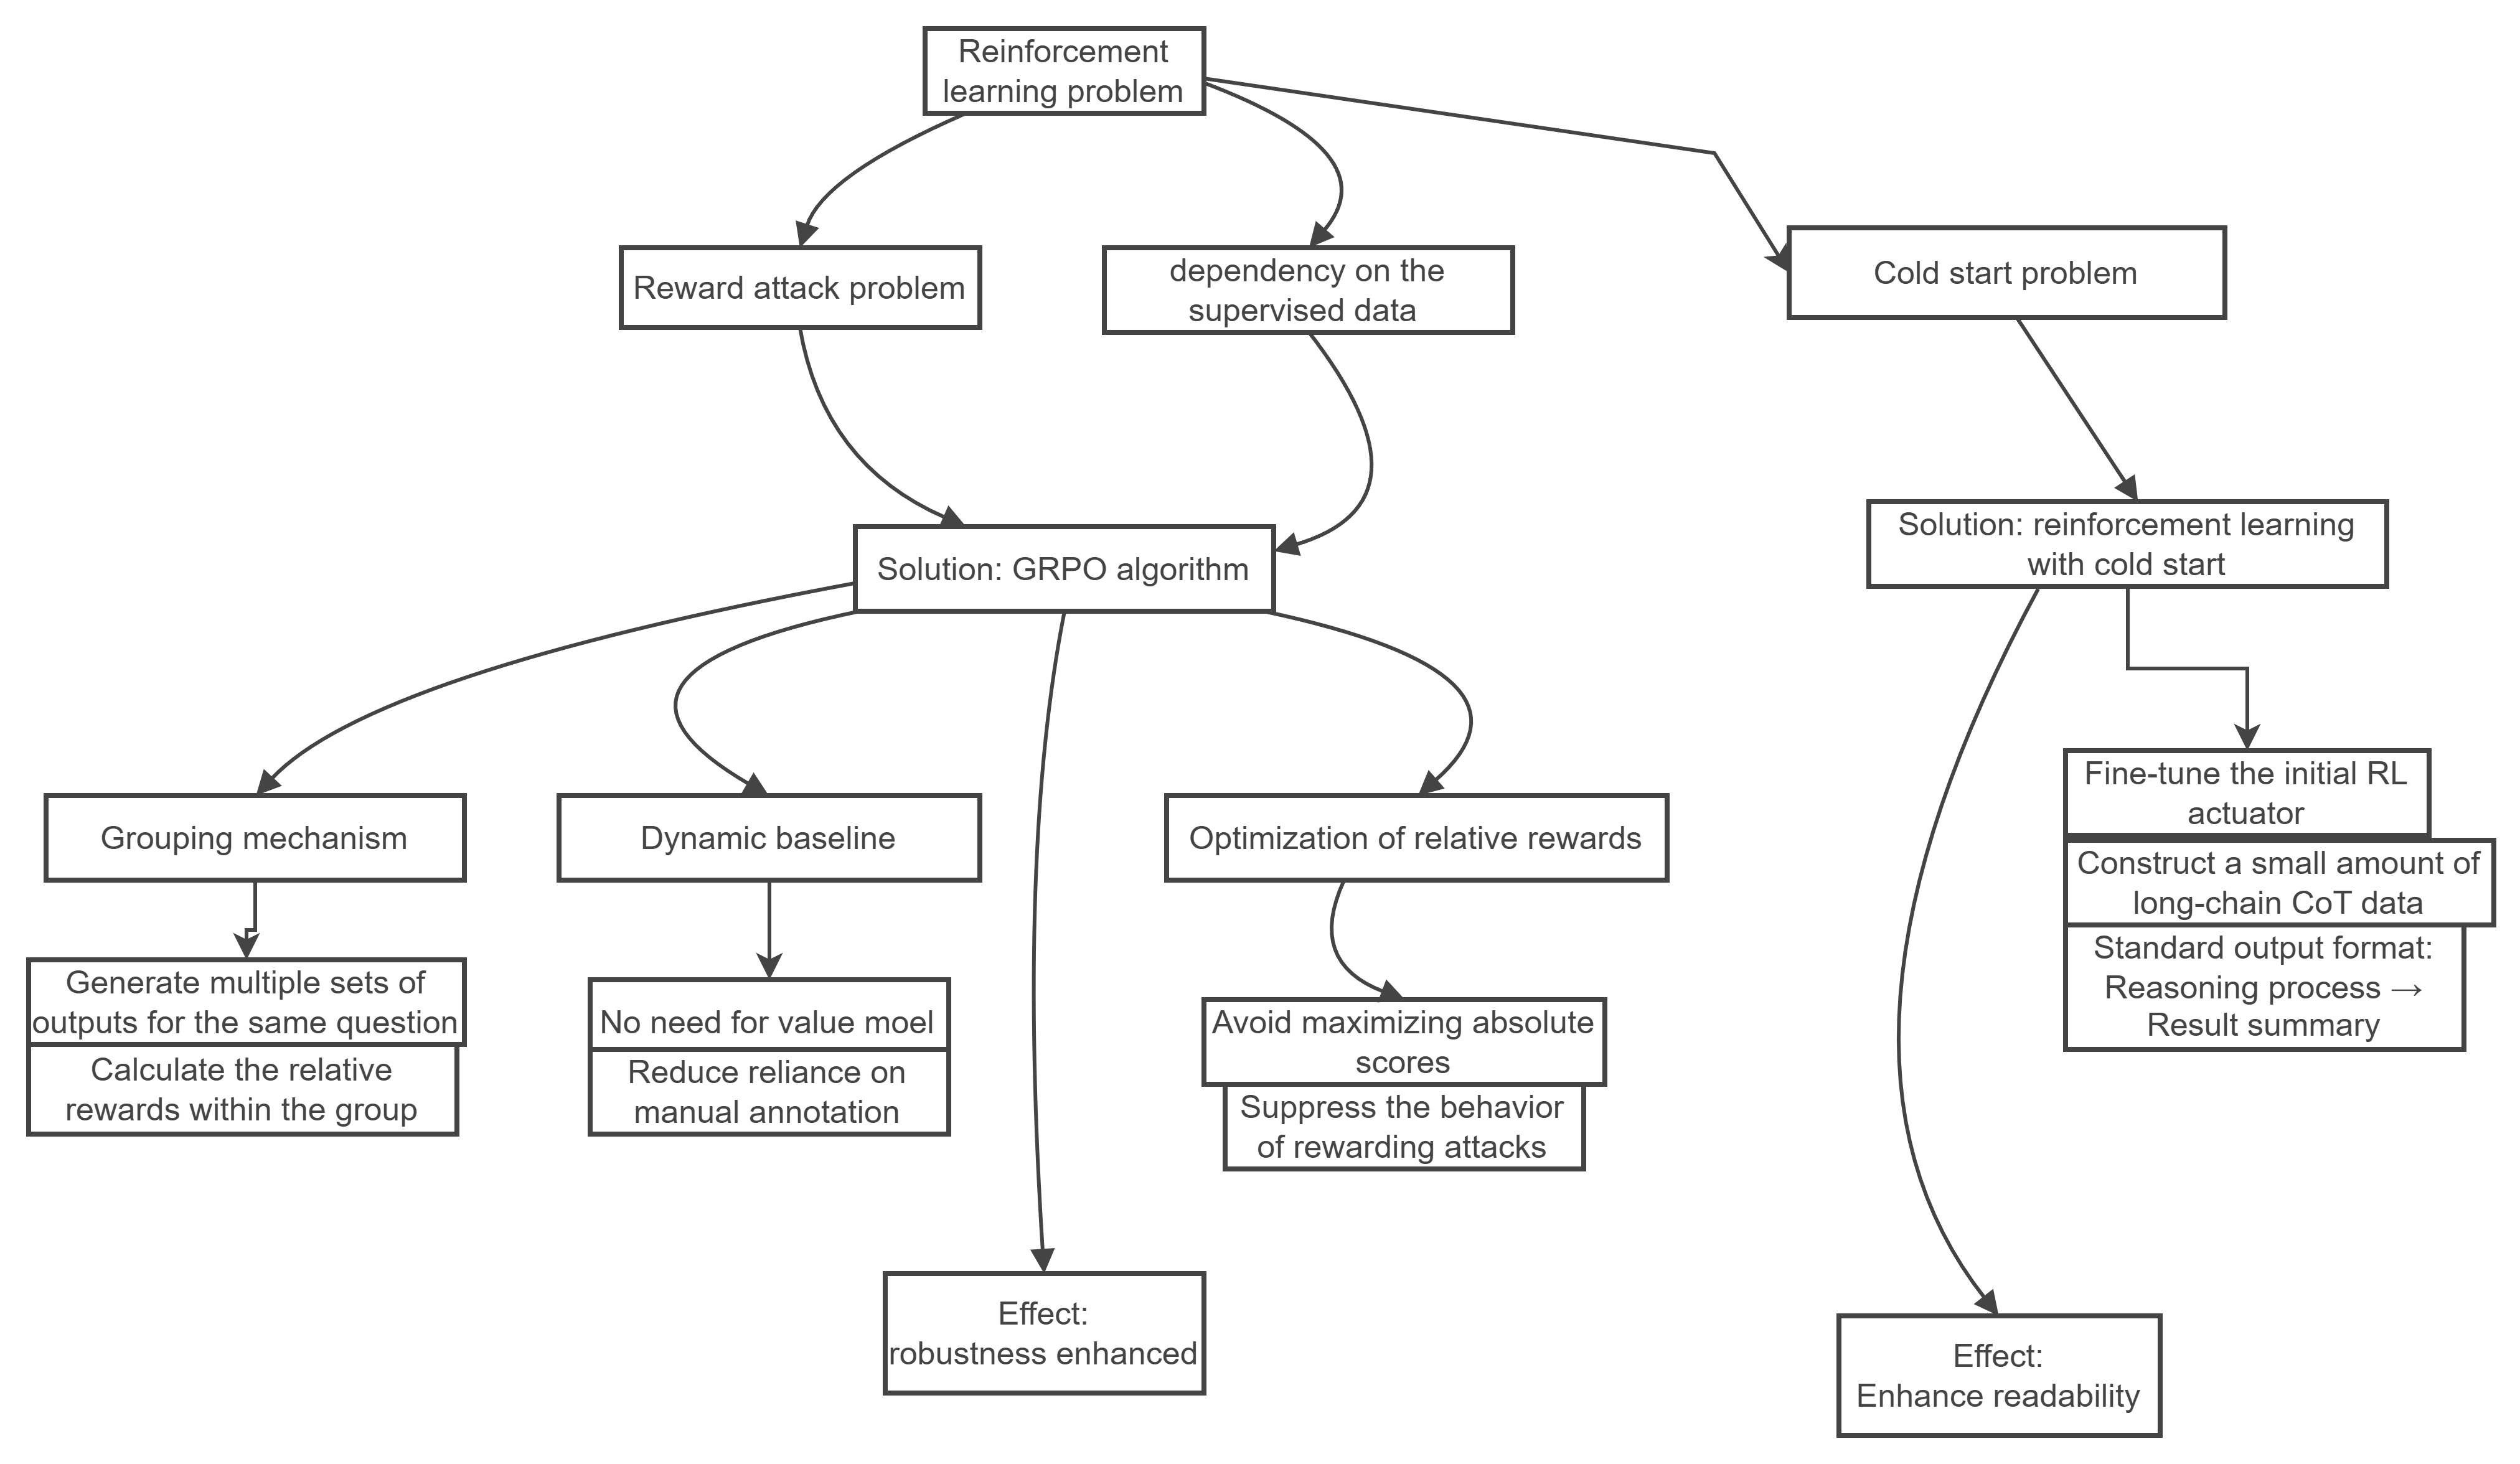 Reinforcement
learning problem
Reward attack problem
dependency on the
supervised data
Cold start problem
Solution: GRPO algorithm
Solution: reinforcement learning
with cold start
Grouping mechanism
Dynamic baseline
Optimization of relative rewards
Fine-tune the initial RL
actuator
Construct a small amount of
long-chain CoT data
Standard output format:
Reasoning process →
Result summary
Generate multiple sets of
outputs for the same question
Calculate the relative
rewards within the group
No need for value moel
Reduce reliance on
manual annotation
Avoid maximizing absolute
scores
Suppress the behavior
of rewarding attacks
Effect:
robustness enhanced
Effect:
Enhance readability